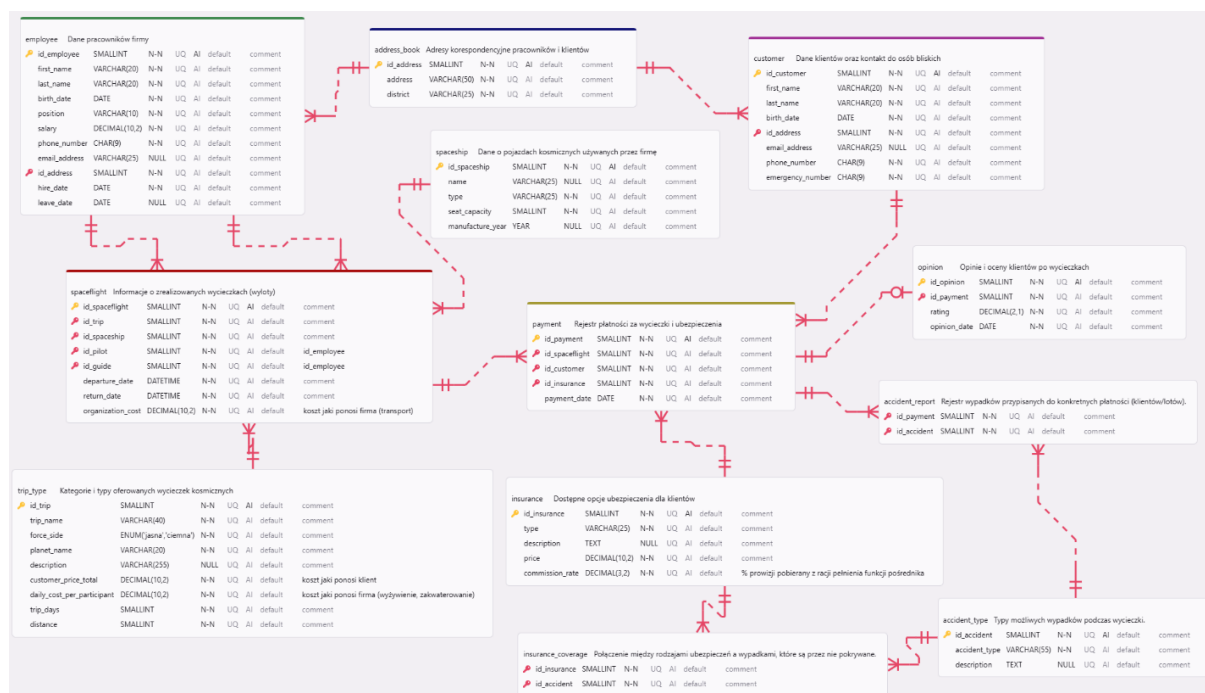 employee Dane pracowników firmy
id_employee SMALLINT N-N UQ AI default comment
first_name VARCHAR(20) N-N UQ AI default comment
last_name VARCHAR(20) N-N UQ AI default comment
birth_date DATE N-N UQ AI default comment
position VARCHAR(10) N-N UQ AI default comment
salary DECIMAL(10,2) N-N UQ AI default comment
phone_number CHAR(9) N-N UQ AI default comment
email_address VARCHAR(25) NULL UQ AI default comment
id_address SMALLINT N-N UQ AI default comment
hire_date DATE N-N UQ AI default comment
leave_date DATE NULL UQ AI default comment
address_book Adresy korespondencyjne pracowników i klientów
id_address SMALLINT N-N UQ AI default comment
address VARCHAR(50) N-N UQ AI default comment
district VARCHAR(25) N-N UQ AI default comment
customer Dane klientów oraz kontakt do osób bliskich
id_customer SMALLINT N-N UQ AI default comment
first_name VARCHAR(20) N-N UQ AI default comment
last_name VARCHAR(20) N-N UQ AI default comment
birth_date DATE N-N UQ AI default comment
id_address SMALLINT N-N UQ AI default comment
email_address VARCHAR(25) NULL UQ AI default comment
phone_number CHAR(9) N-N UQ AI default comment
emergency_number CHAR(9) N-N UQ AI default comment
spaceship Dane o pojazdach kosmicznych używanych przez firmę
id_spaceship SMALLINT N-N UQ AI default comment
name VARCHAR(25) NULL UQ AI default comment
type VARCHAR(25) N-N UQ AI default comment
seat_capacity SMALLINT N-N UQ AI default comment
manufacture_year YEAR NULL UQ AI default comment
opinion Opinie i oceny klientów po wycieczkach
id_opinion SMALLINT N-N UQ AI default comment
id_payment SMALLINT N-N UQ AI default comment
rating DECIMAL(2,1) N-N UQ AI default comment
opinion_date DATE N-N UQ AI default comment
spaceflight Informacje o zrealizowanych wycieczkach (wyloty)
id_spaceflight SMALLINT N-N UQ AI default comment
id_trip SMALLINT N-N UQ AI default comment
id_spaceship SMALLINT N-N UQ AI default comment
id_pilot SMALLINT N-N UQ AI default id_employee
id_guide SMALLINT N-N UQ AI default id_employee
departure_date DATETIME N-N UQ AI default comment
return_date DATETIME N-N UQ AI default comment
organization_cost DECIMAL(10,2) N-N UQ AI default koszt jaki ponosi firma (transport)
payment Rejestr płatności za wycieczki i ubezpieczenia
id_payment SMALLINT N-N UQ AI default comment
id_spaceflight SMALLINT N-N UQ AI default comment
id_customer SMALLINT N-N UQ AI default comment
id_insurance SMALLINT N-N UQ AI default comment
payment_date DATE N-N UQ AI default comment
accident_report Rejestr wypadków przypisanych do konkretnych płatności (klientów/lotów).
id_payment SMALLINT N-N UQ AI default comment
id_accident SMALLINT N-N UQ AI default comment
trip_type Kategorie i typy oferowanych wycieczek kosmicznych
id_trip SMALLINT N-N UQ AI default comment
trip_name VARCHAR(40) N-N UQ AI default comment
force_side ENUM('jasna','ciemna') N-N UQ AI default comment
planet_name VARCHAR(20) N-N UQ AI default comment
description VARCHAR(255) NULL UQ AI default comment
customer_price_total DECIMAL(10,2) N-N UQ AI default koszt jaki ponosi klient
daily_cost_per_participant DECIMAL(10,2) N-N UQ AI default koszt jaki ponosi firma (wyżywienie, zakwaterowanie)
trip_days SMALLINT N-N UQ AI default comment
distance SMALLINT N-N UQ AI default comment
insurance Dostępne opcje ubezpieczenia dla klientów
id_insurance SMALLINT N-N UQ AI default comment
type VARCHAR(25) N-N UQ AI default comment
description TEXT NULL UQ AI default comment
price DECIMAL(10,2) N-N UQ AI default comment
commission_rate DECIMAL(3,2) N-N UQ AI default % prowizji pobierany z racji pełnienia funkcji pośrednika
accident_type Typy możliwych wypadków podczas wycieczki.
id_accident SMALLINT N-N UQ AI default comment
accident_type VARCHAR(55) N-N UQ AI default comment
description TEXT NULL UQ AI default comment
insurance_coverage Połączenie między rodzajami ubezpieczeń a wypadkami, które są przez nie pokrywane.
id_insurance SMALLINT N-N UQ AI default comment
id_accident SMALLINT N-N UQ AI default comment